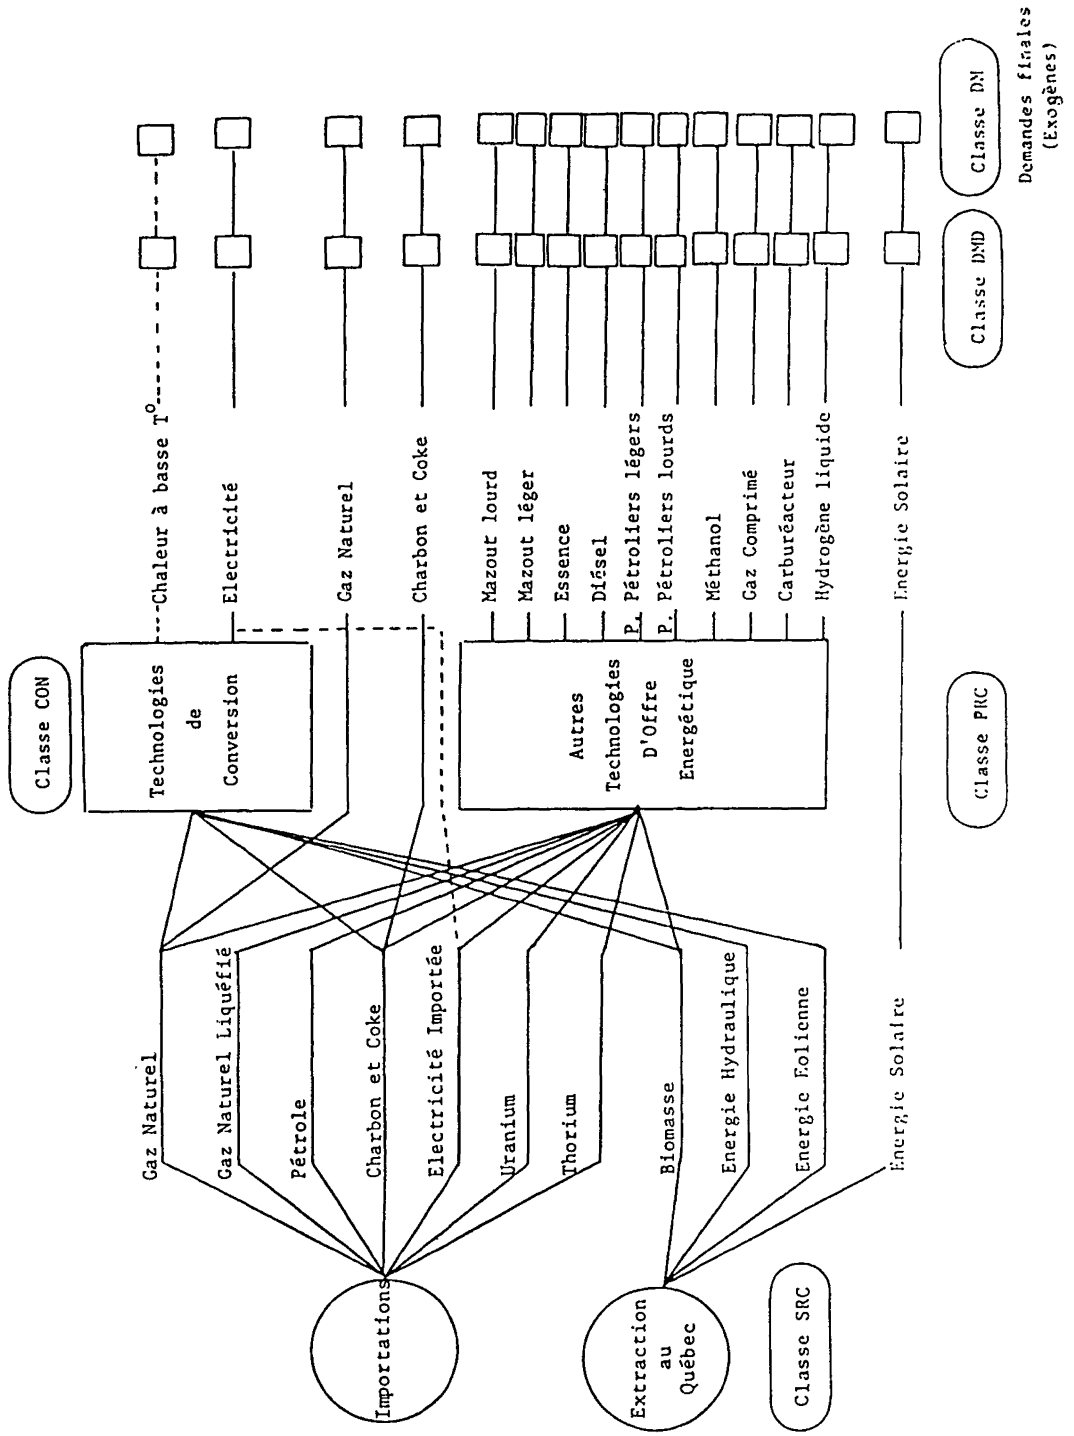 Importations
Extraction
au
Québec
Classe SRC
Gaz Naturel
Gaz Naturel Liquéfié
Pétrole
Charbon et Coke
Electricité Importée
Uranium
Thorium
Biomasse
Energie Hydraulique
Energie Eolienne
Energie Solaire
Classe CON
Technologies
de
Conversion
Autres
Technologies
D'Offre
Energétique
Classe PRC
Chaleur à basse T°
Electricité
Gaz Naturel
Charbon et Coke
Mazout lourd
Mazout léger
Essence
Diésel
P. Pétroliers légers
P. Pétroliers lourds
Méthanol
Gaz Comprimé
Carburéacteur
Hydrogène liquide
Energie Solaire
Classe DMD
Classe DM
Demandes finales
(Exogènes)